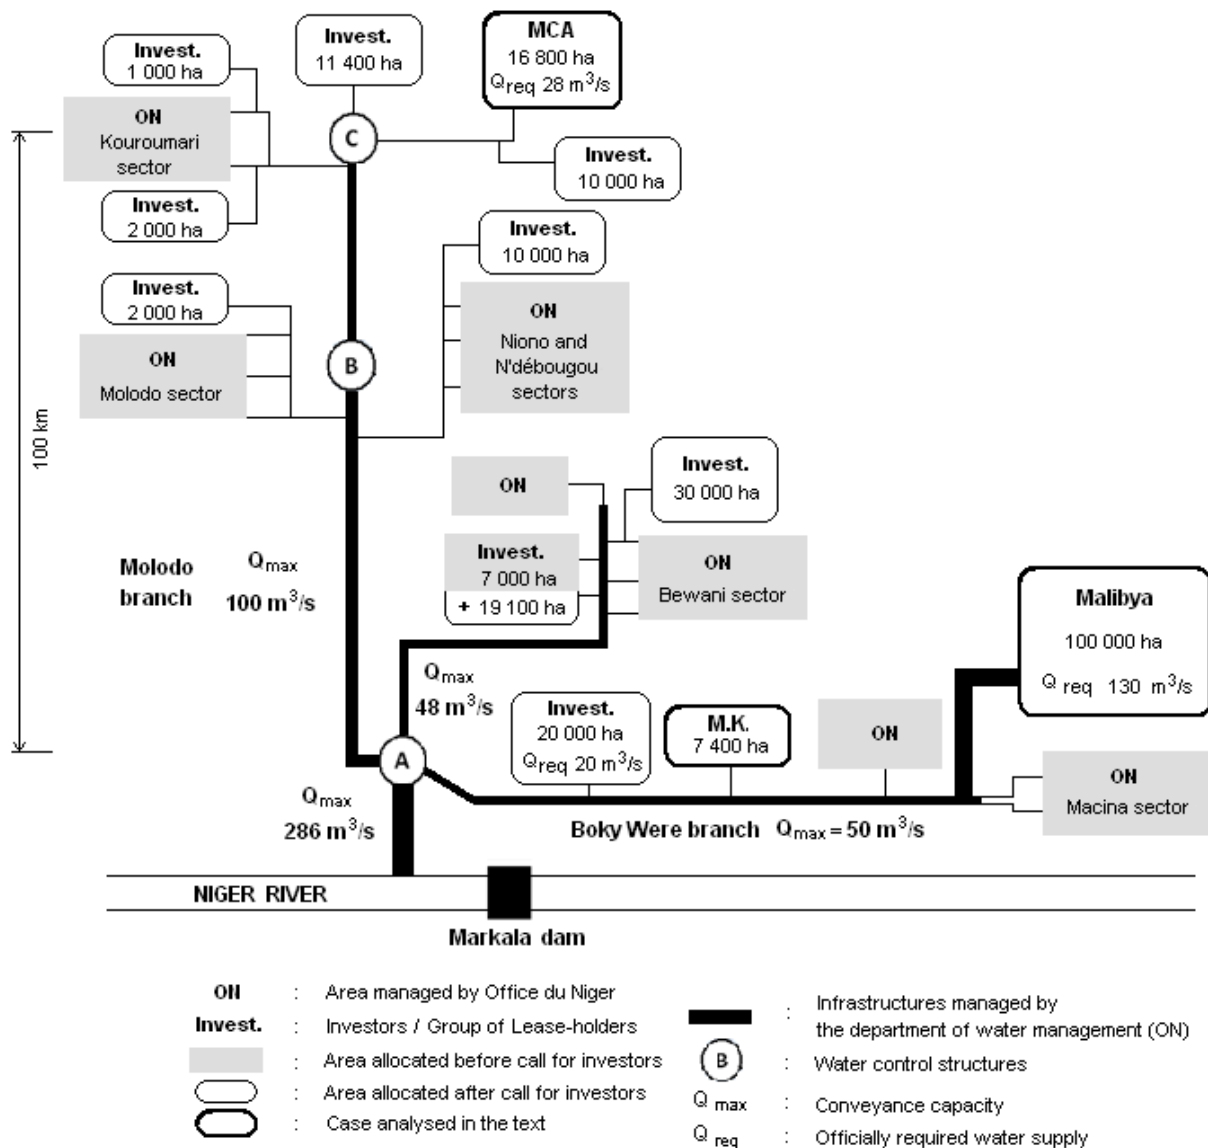 Invest.
1 000 ha
Invest.
11 400 ha
MCA
16 800 ha
Q req 28 m³/s
ON
Kouroumari
sector
C
Invest.
10 000 ha
Invest.
2 000 ha
Invest.
10 000 ha
Invest.
2 000 ha
ON
Niono and
N'débougou
sectors
ON
Molodo sector
B
100 km
ON
Invest.
30 000 ha
Molodo
branch
Q max
100 m³/s
Invest.
7 000 ha
+ 19 100 ha
ON
Bewani sector
Malibya
100 000 ha
Q req 130 m³/s
Q max
48 m³/s
Invest.
20 000 ha
Q req 20 m³/s
M.K.
7 400 ha
ON
A
ON
Macina sector
Q max
286 m³/s
Boky Were branch Q max = 50 m³/s
NIGER RIVER
Markala dam
ON : Area managed by Office du Niger
Invest. : Investors / Group of Lease-holders
: Area allocated before call for investors
: Area allocated after call for investors
: Case analysed in the text
: Infrastructures managed by
the department of water management (ON)
B : Water control structures
Q max : Conveyance capacity
Q req : Officially required water supply